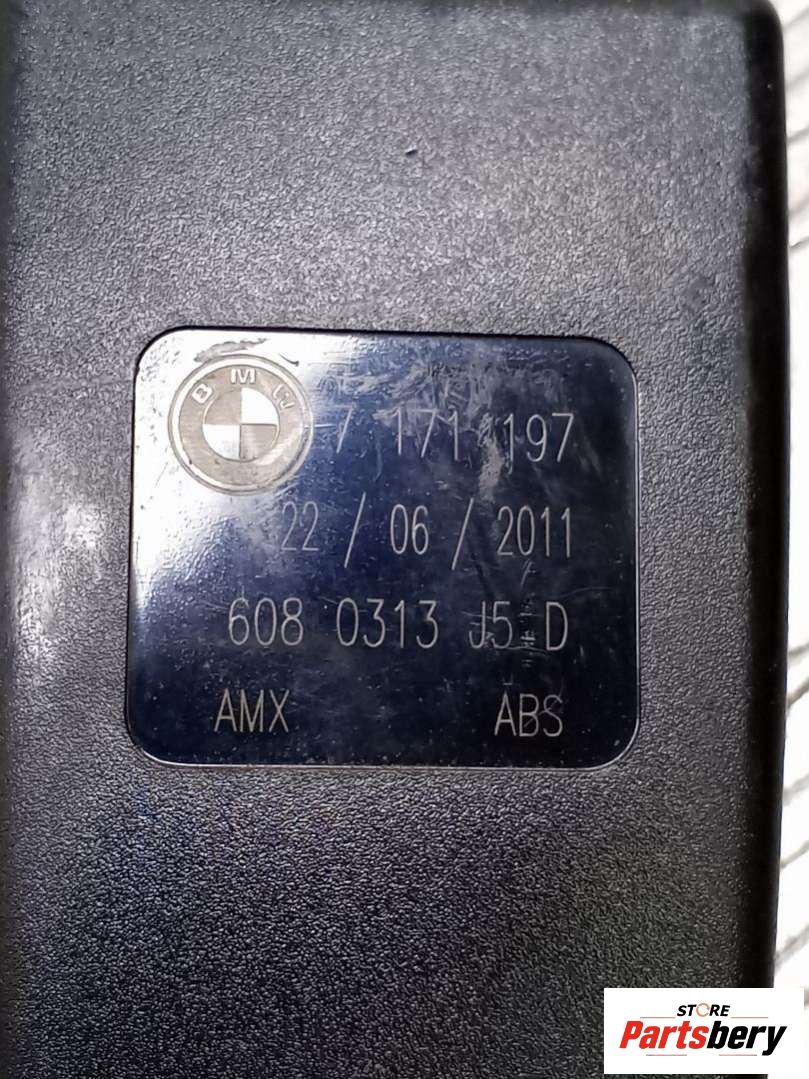 BMW
7 171 197
22 / 06 / 2011
608 0313 J5 D
AMX ABS
STORE
Partsbery